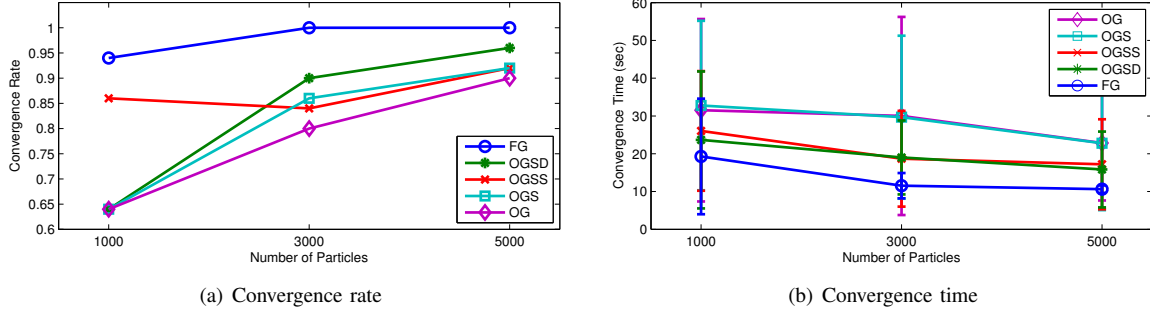 1
0.95
0.90
0.85
0.8
0.75
0.7
0.65
0.6
Convergence Rate
1000
3000
5000
Number of Particles
FG
OGSD
OGSS
OGS
OG
(a) Convergence rate
60
50
40
30
20
10
0
Convergence Time (sec)
1000
3000
5000
Number of Particles
OG
OGS
OGSS
OGSD
FG
(b) Convergence time